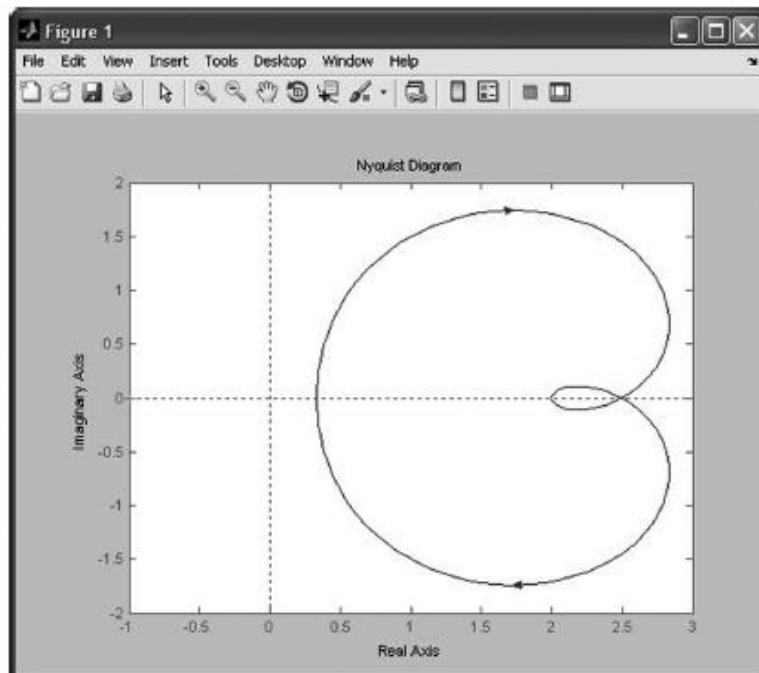 Figure 1
File Edit View Insert Tools Desktop Window Help
Nyquist Diagram
2
1.5
1
0.5
0
-0.5
-1
-1.5
-2
Imaginary Axis
-1 -0.5 0 0.5 1 1.5 2 2.5 3
Real Axis